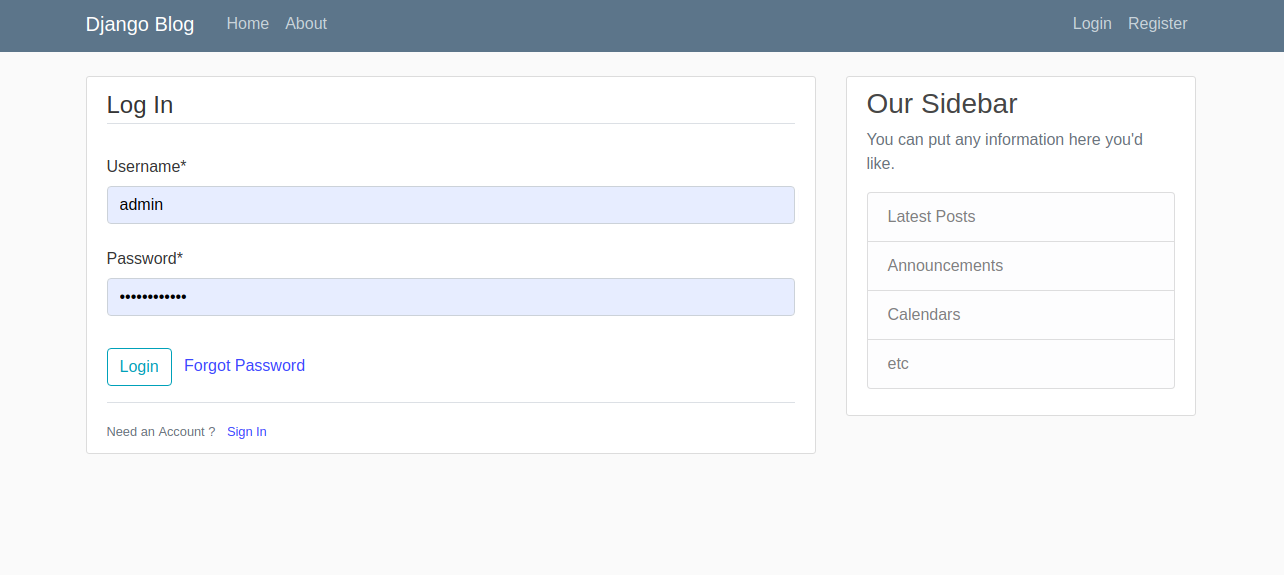 Django Blog Home About Login Register
Log In
Username*
admin
Password*
••••••••••••
Login Forgot Password
Need an Account ? Sign In
Our Sidebar
You can put any information here you'd
like.
Latest Posts
Announcements
Calendars
etc